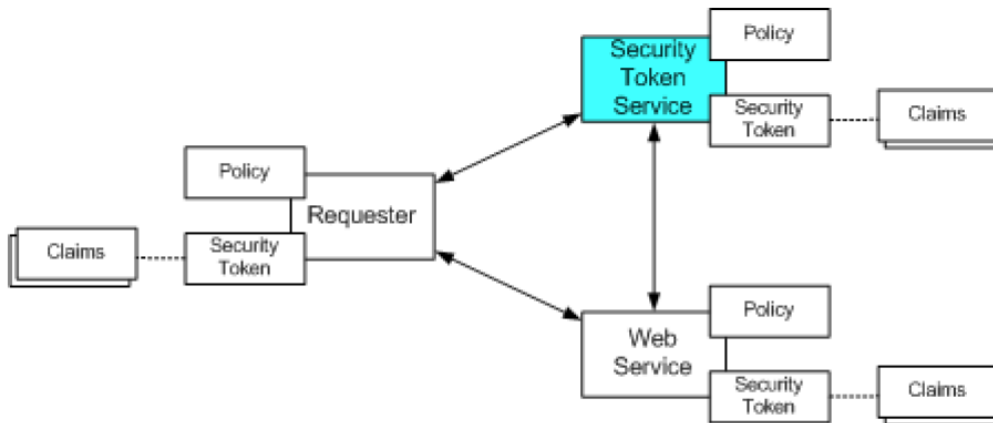 Policy
Security
Token
Service
Security
Token
Claims
Policy
Requester
Claims
Security
Token
Policy
Web
Service
Security
Token
Claims